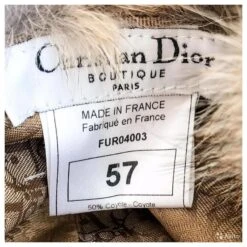 Christian Dior
BOUTIQUE
PARIS
MADE IN FRANCE
Fabriqué en France
FUR04003
57
50% Coyote - Coyote